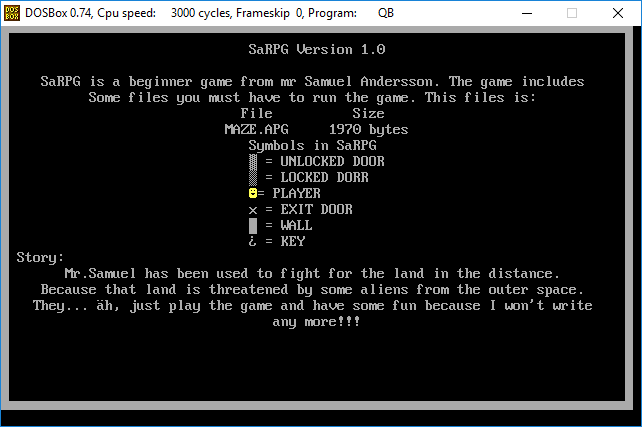 DOSBox 0.74, Cpu speed: 3000 cycles, Frameskip 0, Program: QB
SaRPG Version 1.0
SaRPG is a beginner game from mr Samuel Andersson. The game includes
Some files you must have to run the game. This files is:
File Size
MAZE.APG 1970 bytes
Symbols in SaRPG
▒ = UNLOCKED DOOR
░ = LOCKED DORR
☻= PLAYER
x = EXIT DOOR
█ = WALL
¿ = KEY
Story:
Mr.Samuel has been used to fight for the land in the distance.
Because that land is threatened by some aliens from the outer space.
They... äh, just play the game and have some fun because I won't write
any more!!!